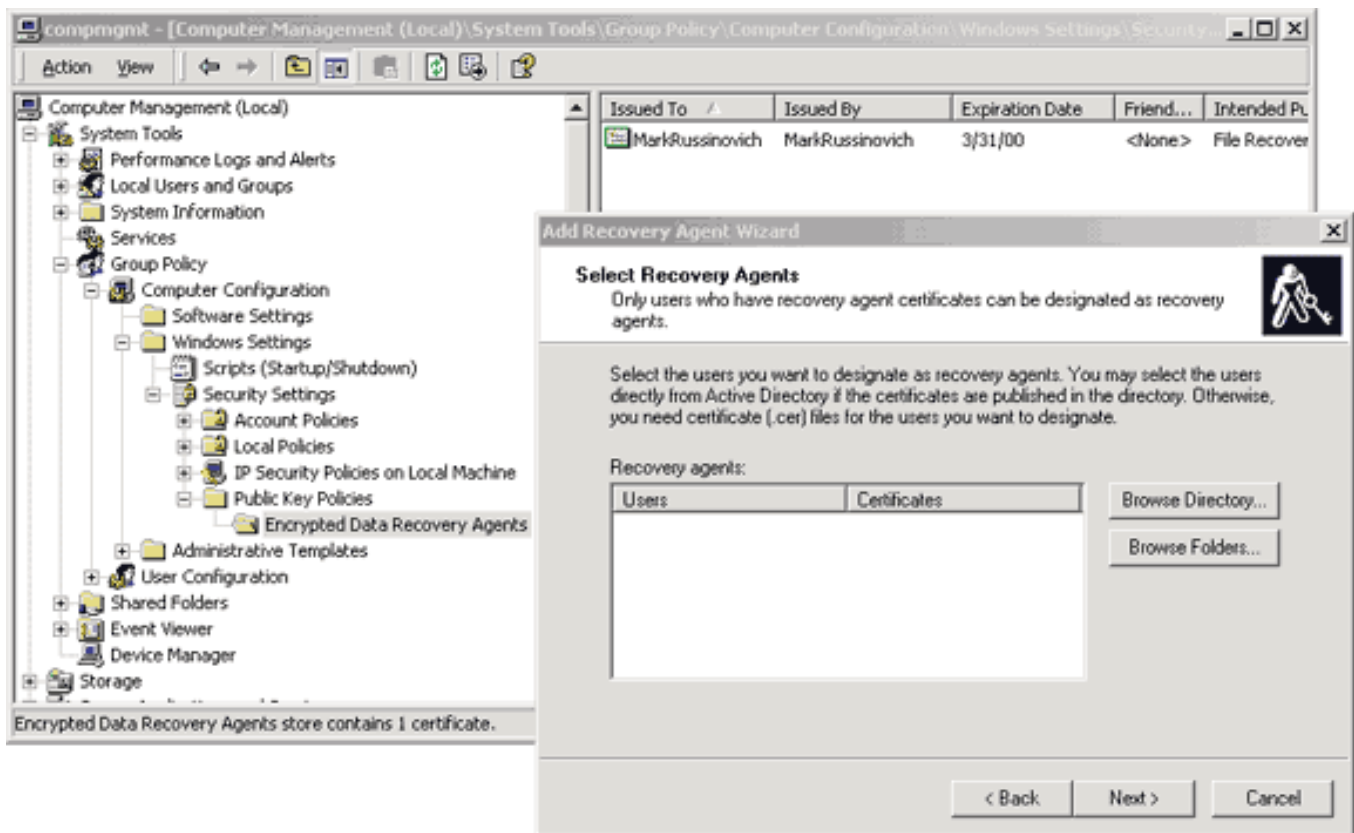 compmgmt - [Computer Management (Local)\System Tools\Group Policy\Computer Configuration\Windows Settings\Security...
Action View
Computer Management (Local)
System Tools
Performance Logs and Alerts
Local Users and Groups
System Information
Services
Group Policy
Computer Configuration
Software Settings
Windows Settings
Scripts (Startup/Shutdown)
Security Settings
Account Policies
Local Policies
IP Security Policies on Local Machine
Public Key Policies
Encrypted Data Recovery Agents
Administrative Templates
User Configuration
Shared Folders
Event Viewer
Device Manager
Storage
Encrypted Data Recovery Agents store contains 1 certificate.
Issued To Issued By Expiration Date Friend... Intended Pu
MarkRussinovich MarkRussinovich 3/31/00 <None> File Recover
Add Recovery Agent Wizard
Select Recovery Agents
Only users who have recovery agent certificates can be designated as recovery
agents.
Select the users you want to designate as recovery agents. You may select the users
directly from Active Directory if the certificates are published in the directory. Otherwise,
you need certificate (.cer) files for the users you want to designate.
Recovery agents:
Users Certificates
Browse Directory...
Browse Folders...
< Back Next > Cancel